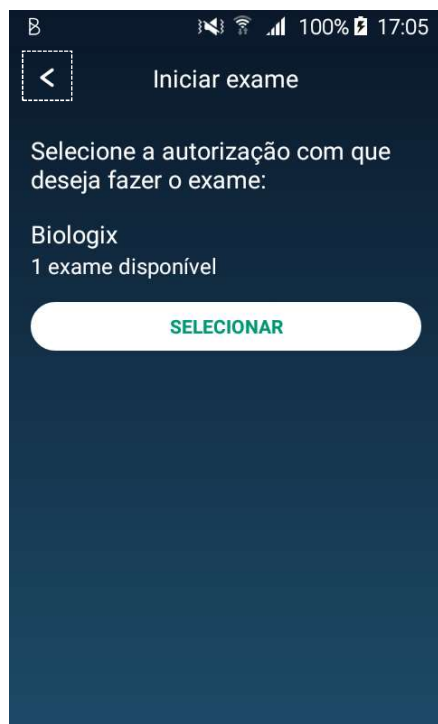 B 100% 17:05
< Iniciar exame
Selecione a autorização com que
deseja fazer o exame:
Biologix
1 exame disponível
SELECIONAR